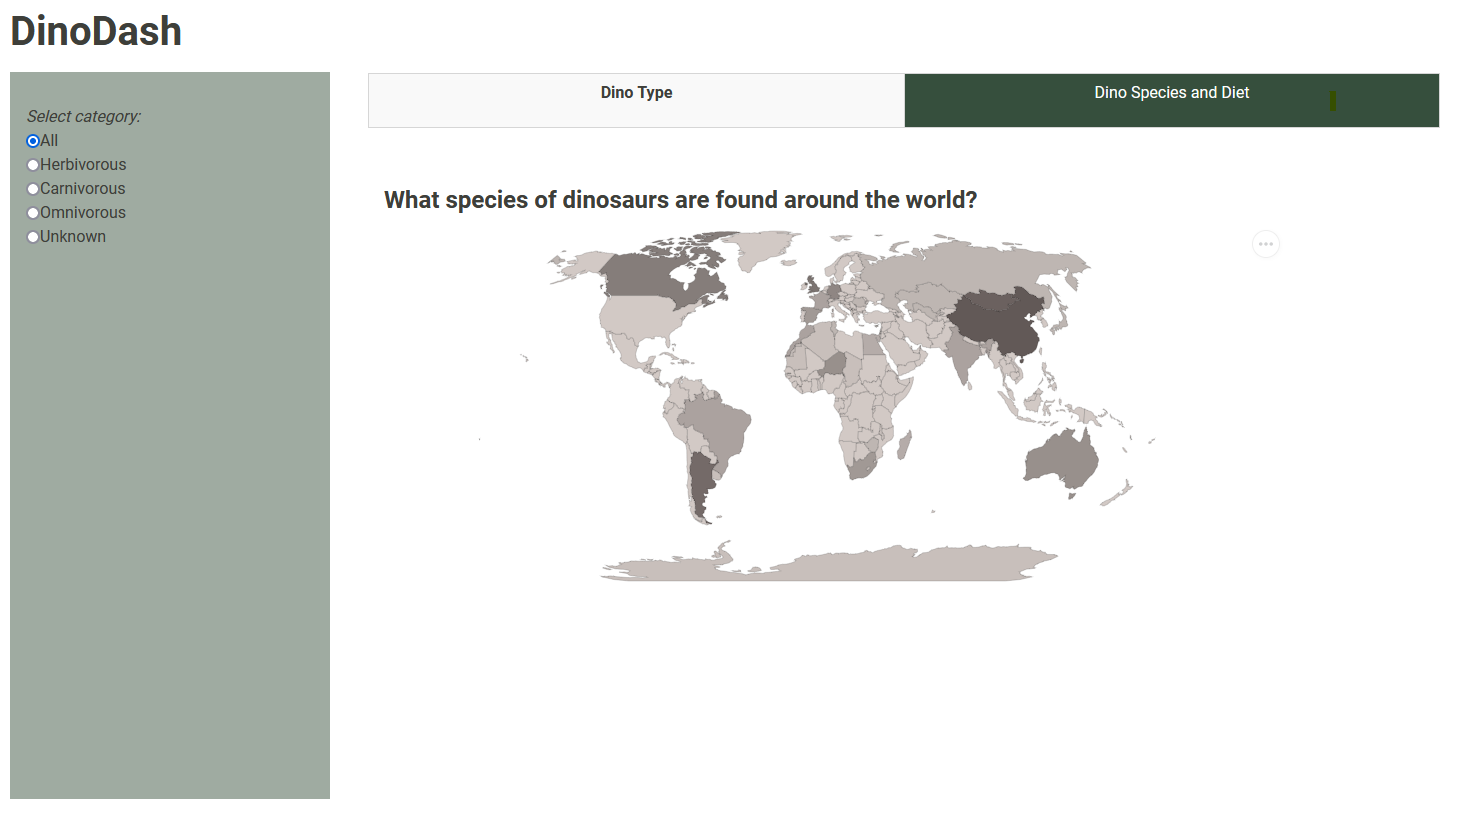 DinoDash
Select category:
All
Herbivorous
Carnivorous
Omnivorous
Unknown
Dino Type
Dino Species and Diet
What species of dinosaurs are found around the world?